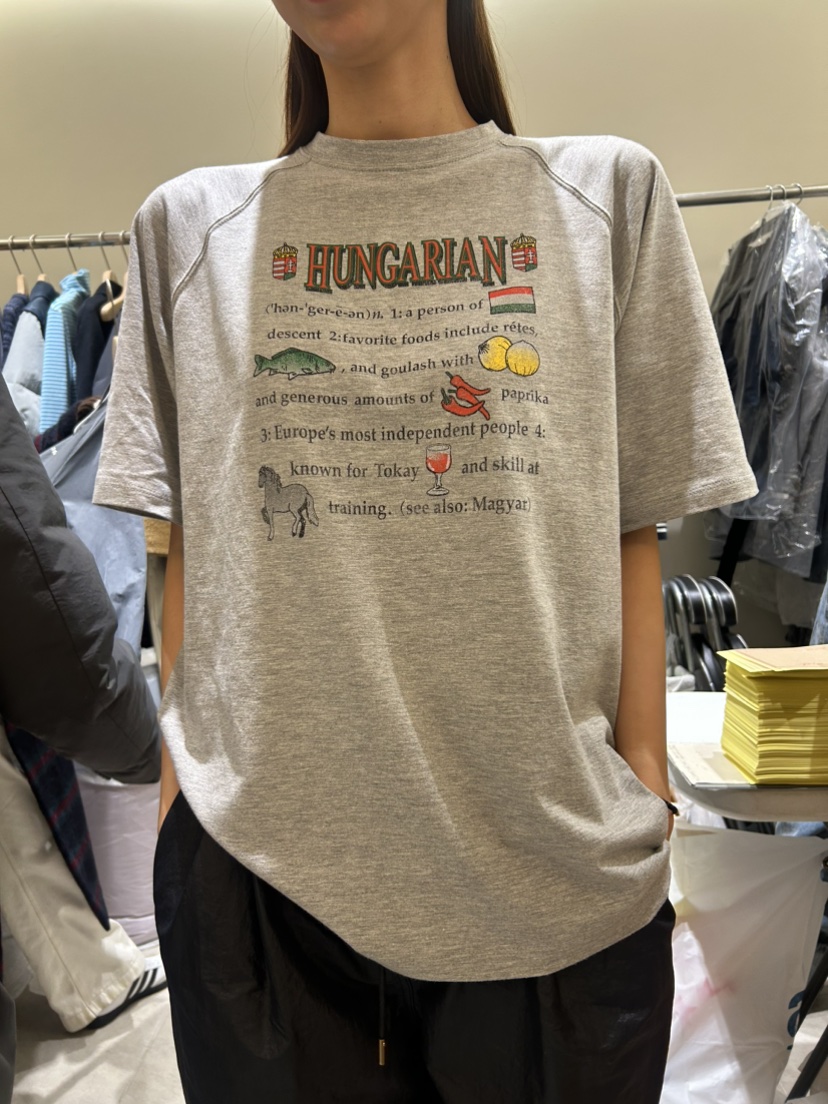 HUNGARIAN
('hən-'ger-ē-ən) n. 1: a person of
descent 2: favorite foods include rétes,
, and goulash with
and generous amounts of paprika
3: Europe's most independent people 4:
known for Tokay and skill at
training. (see also: Magyar)